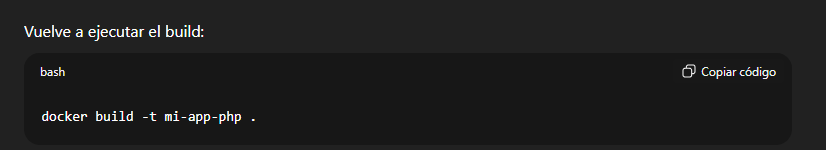 Vuelve a ejecutar el build:
bash
Copiar código
docker build -t mi-app-php .